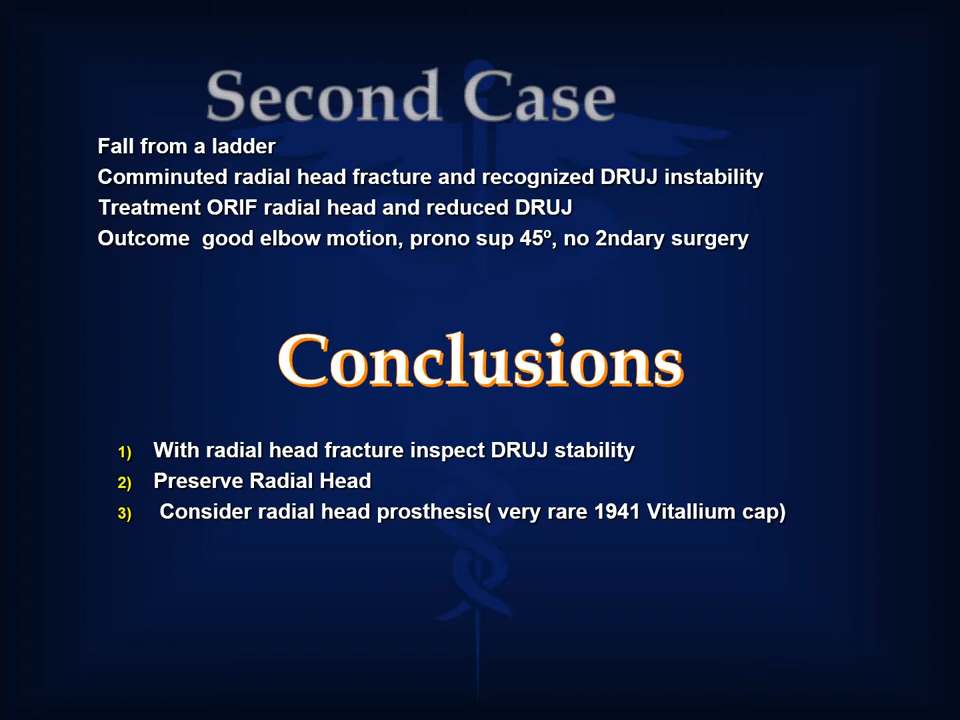 Second Case
Fall from a ladder
Comminuted radial head fracture and recognized DRUJ instability
Treatment ORIF radial head and reduced DRUJ
Outcome  good elbow motion, prono sup 45º, no 2ndary surgery
Conclusions
1) With radial head fracture inspect DRUJ stability
2) Preserve Radial Head
3) Consider radial head prosthesis( very rare 1941 Vitallium cap)